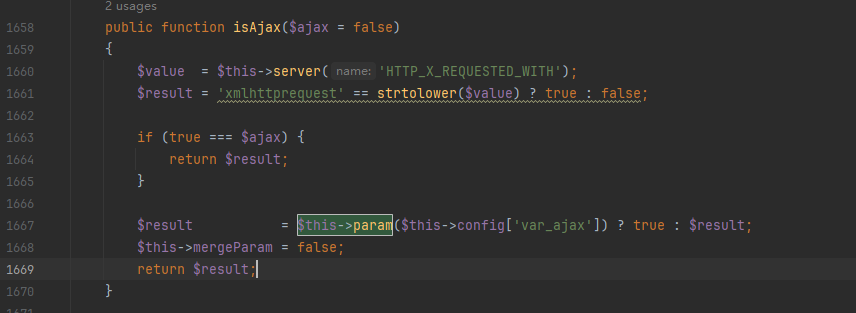 2 usages
1658 public function isAjax($ajax = false)
1659 {
1660 $value  = $this->server( name: 'HTTP_X_REQUESTED_WITH');
1661 $result = 'xmlhttprequest' == strtolower($value) ? true : false;
1662
1663 if (true === $ajax) {
1664 return $result;
1665 }
1666
1667 $result           = $this->param($this->config['var_ajax']) ? true : $result;
1668 $this->mergeParam = false;
1669 return $result;
1670 }